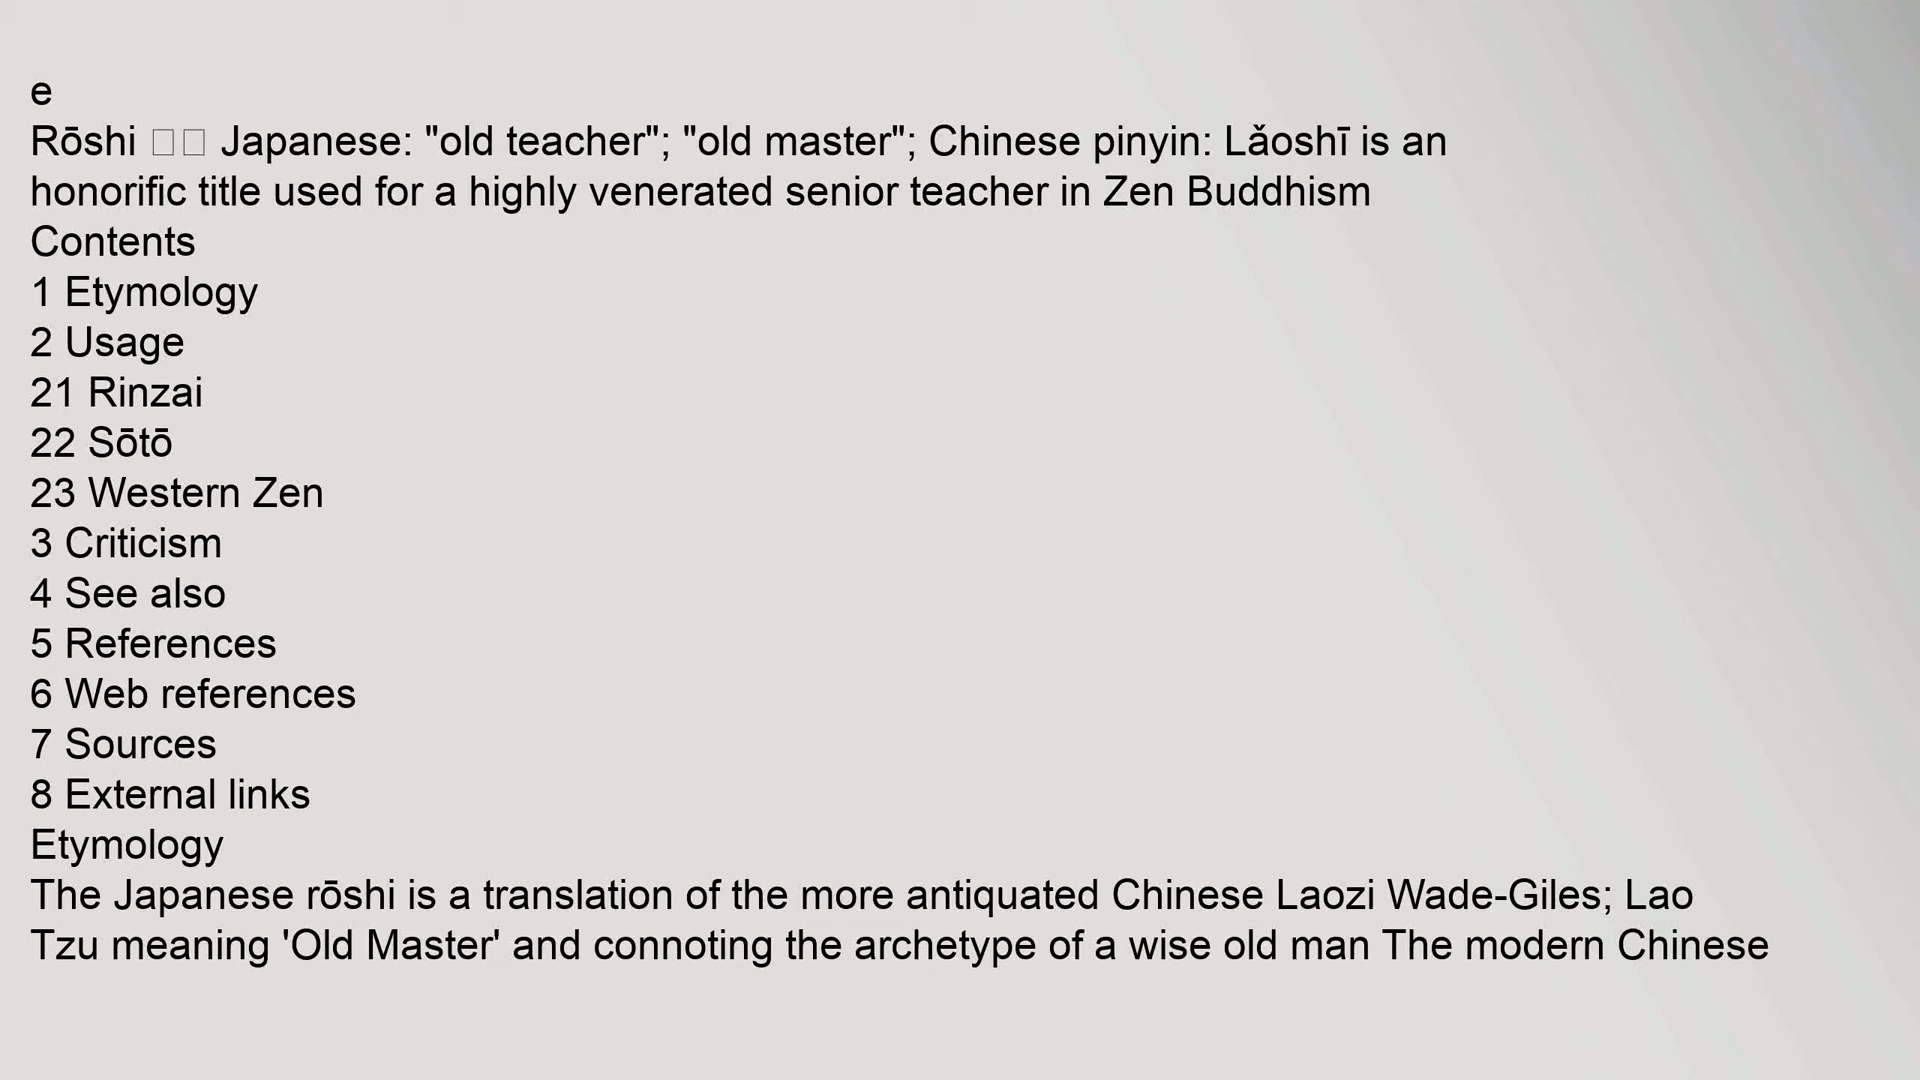 e
Rōshi □□ Japanese: "old teacher"; "old master"; Chinese pinyin: Lǎoshī is an
honorific title used for a highly venerated senior teacher in Zen Buddhism
Contents
1 Etymology
2 Usage
21 Rinzai
22 Sōtō
23 Western Zen
3 Criticism
4 See also
5 References
6 Web references
7 Sources
8 External links
Etymology
The Japanese rōshi is a translation of the more antiquated Chinese Laozi Wade-Giles; Lao
Tzu meaning 'Old Master' and connoting the archetype of a wise old man The modern Chinese